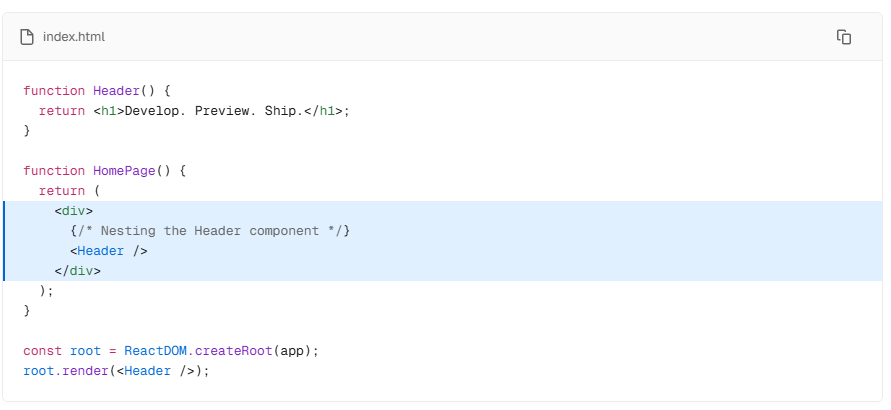 index.html
function Header() {
  return <h1>Develop. Preview. Ship.</h1>;
}

function HomePage() {
  return (
    <div>
      {/* Nesting the Header component */}
      <Header />
    </div>
  );
}

const root = ReactDOM.createRoot(app);
root.render(<Header />);